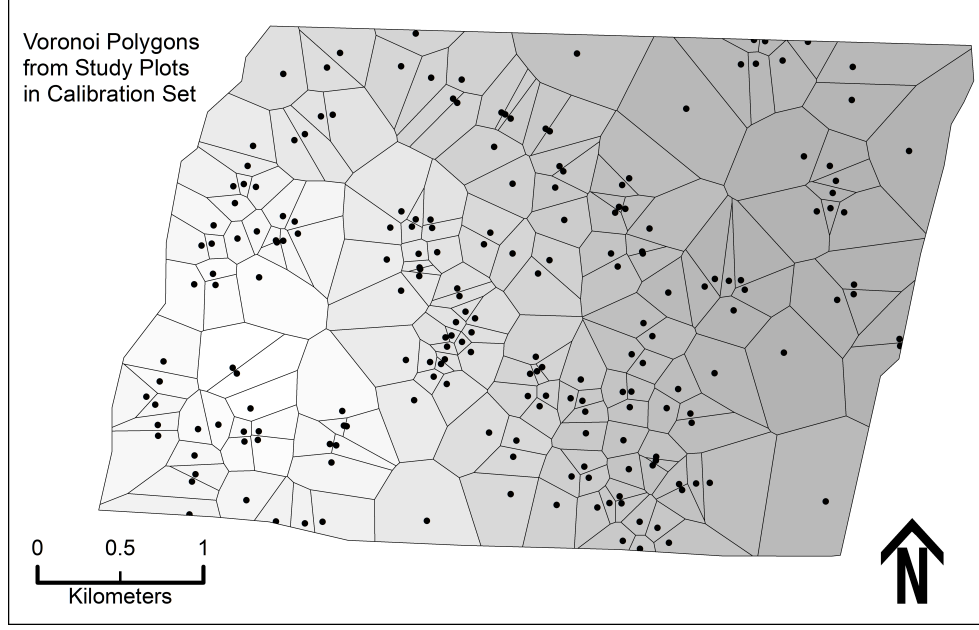 Voronoi Polygons
from Study Plots
in Calibration Set
0 0.5 1
Kilometers
N